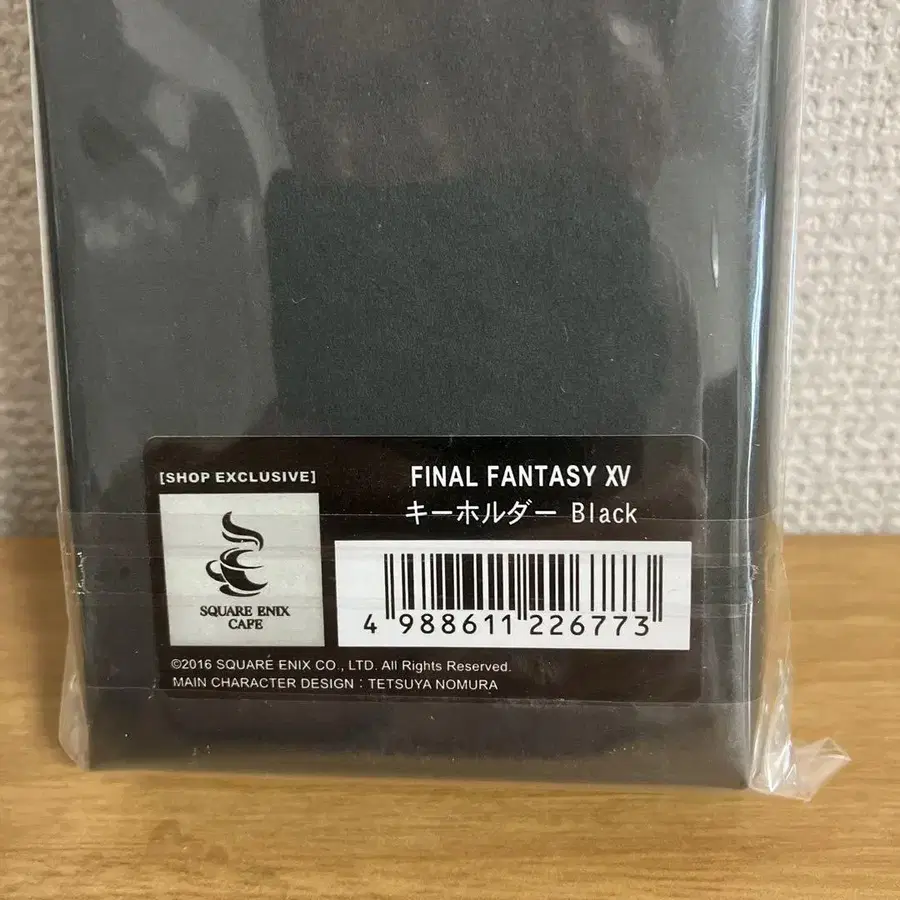 [SHOP EXCLUSIVE]
SQUARE ENIX
CAFE
FINAL FANTASY XV
キーホルダー Black
4 988611 226773
©2016 SQUARE ENIX CO., LTD. All Rights Reserved.
MAIN CHARACTER DESIGN：TETSUYA NOMURA